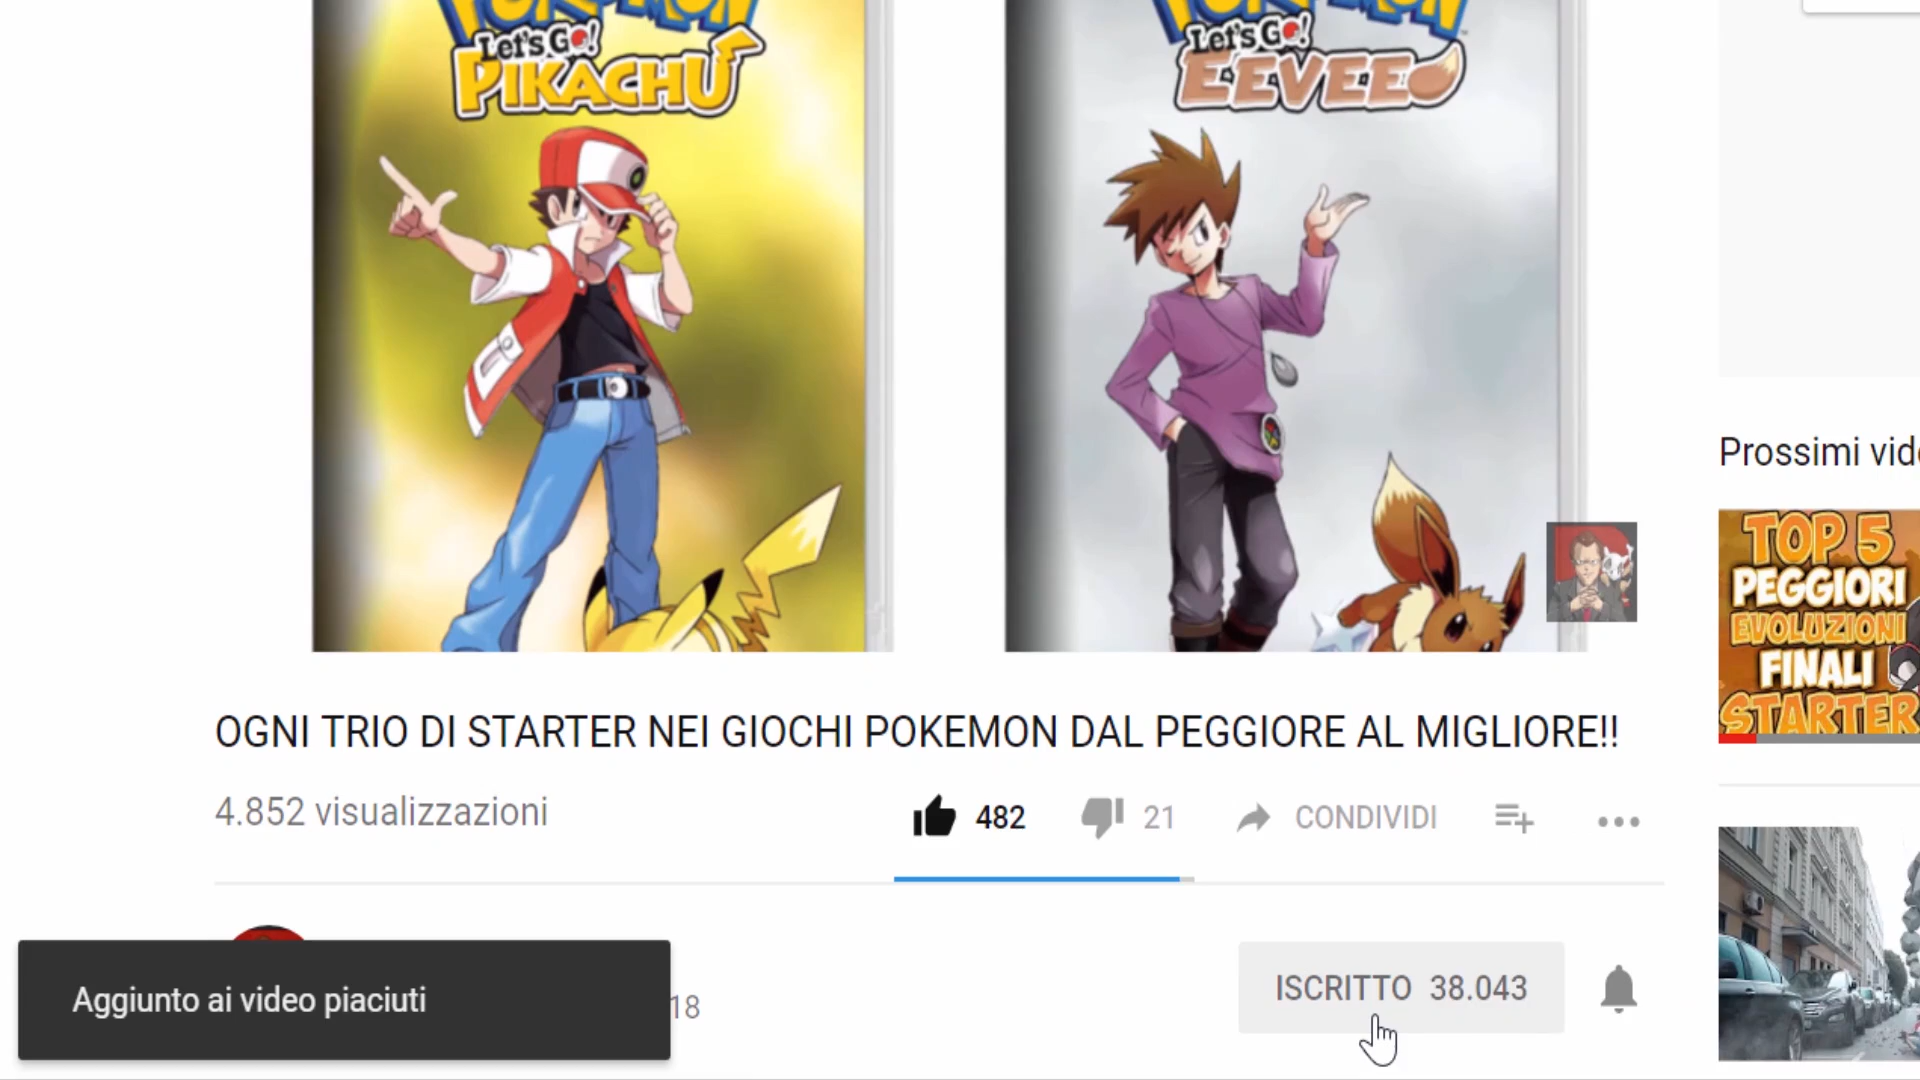 POKÉMON
Let's Go!
PIKACHU
POKÉMON
Let's Go!
EEVEE
Prossimi
TOP 5
PEGGIORI
EVOLUZIONI
FINALI
STARTER
OGNI TRIO DI STARTER NEI GIOCHI POKEMON DAL PEGGIORE AL MIGLIORE!!
4.852 visualizzazioni
482
21
CONDIVIDI
Aggiunto ai video piaciuti
18
ISCRITTO 38.043